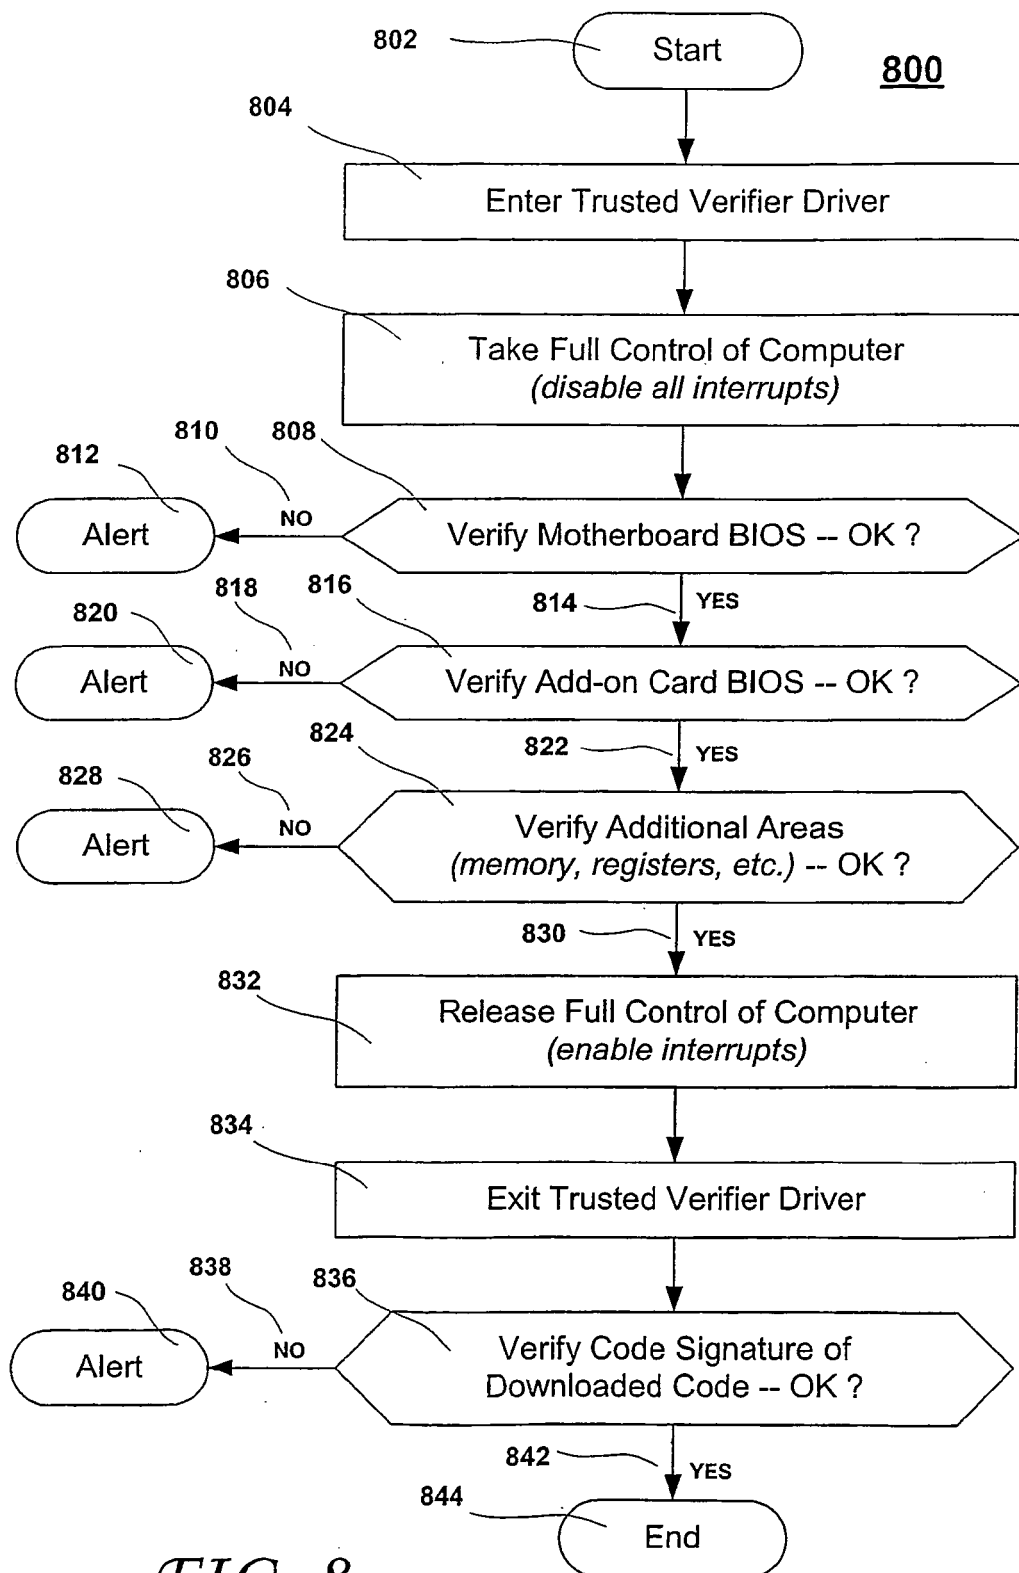 802
Start
800
804
Enter Trusted Verifier Driver
806
Take Full Control of Computer
(disable all interrupts)
810
808
812
NO
Alert
Verify Motherboard BIOS -- OK ?
814
YES
818
816
820
NO
Alert
Verify Add-on Card BIOS -- OK ?
822
YES
824
826
828
NO
Alert
Verify Additional Areas
(memory, registers, etc.) -- OK ?
830
YES
832
Release Full Control of Computer
(enable interrupts)
834
Exit Trusted Verifier Driver
838
836
840
NO
Alert
Verify Code Signature of
Downloaded Code -- OK ?
842
YES
844
End
FIG. 8